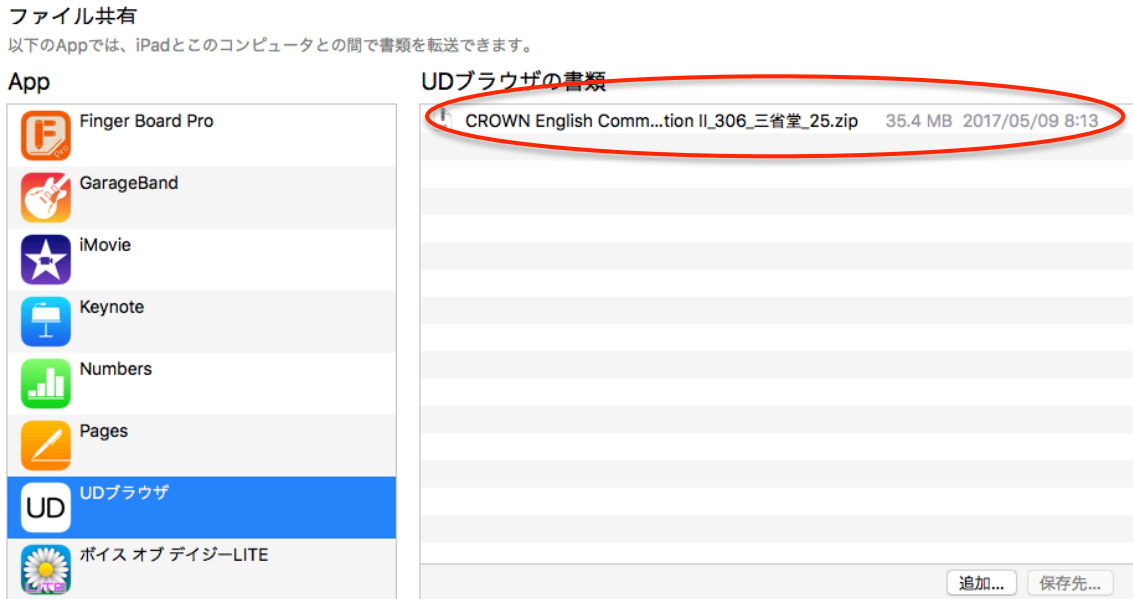 ファイル共有
以下のAppでは、iPadとこのコンピュータとの間で書類を転送できます。
App
Finger Board Pro
GarageBand
iMovie
Keynote
Numbers
Pages
UD
UDブラウザ
ボイス オブ デイジーLITE
LITE
UDブラウザの書類
CROWN English Comm...tion II_306_三省堂_25.zip 35.4 MB 2017/05/09 8:13
追加... 保存先...